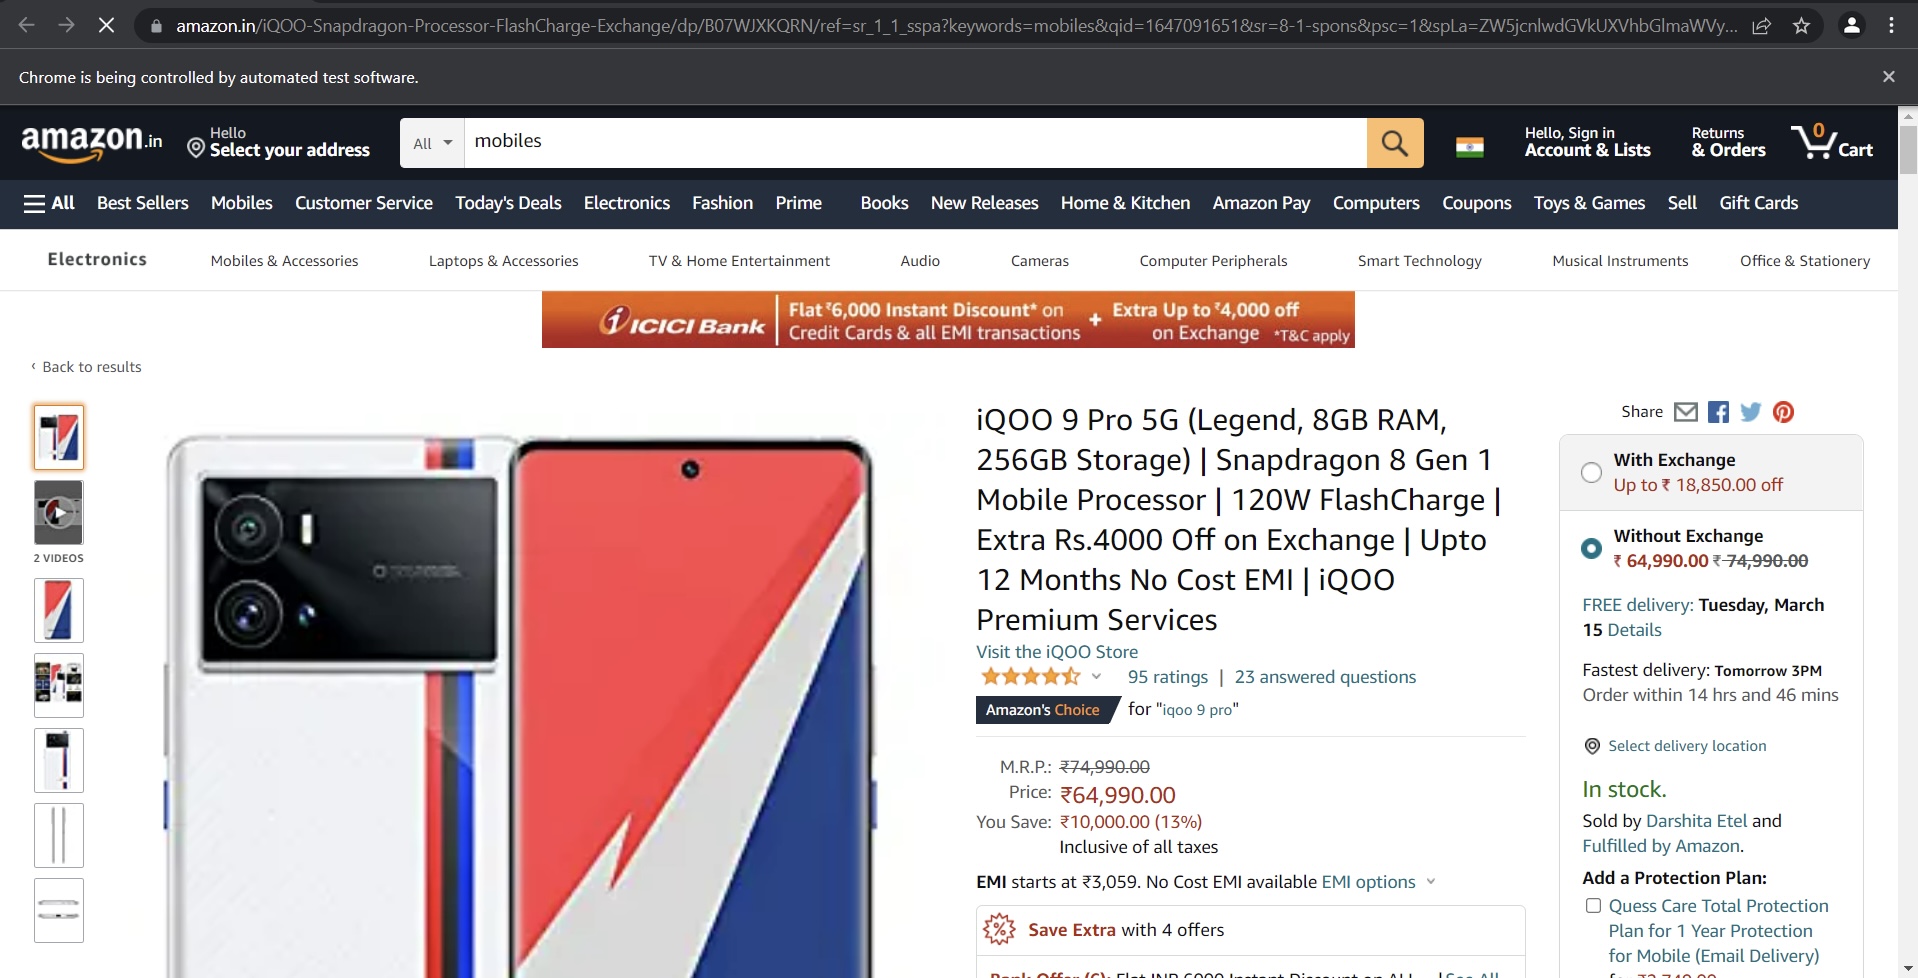 amazon.in/iQOO-Snapdragon-Processor-FlashCharge-Exchange/dp/B07WJXKQRN/ref=sr_1_1_sspa?keywords=mobiles&qid=1647091651&sr=8-1-spons&psc=1&spLa=ZW5jcnlwdGVkUXVhbGlmaWVy...
Chrome is being controlled by automated test software.
amazon.in
Hello
Select your address
All
mobiles
Hello, Sign in
Account & Lists
Returns
& Orders
0
Cart
All Best Sellers Mobiles Customer Service Today's Deals Electronics Fashion Prime Books New Releases Home & Kitchen Amazon Pay Computers Coupons Toys & Games Sell Gift Cards
Electronics Mobiles & Accessories Laptops & Accessories TV & Home Entertainment Audio Cameras Computer Peripherals Smart Technology Musical Instruments Office & Stationery
ICICI Bank
Flat ₹6,000 Instant Discount* on
Credit Cards & all EMI transactions
+
Extra Up to ₹4,000 off
on Exchange *T&C apply
‹ Back to results
2 VIDEOS
iQOO 9 Pro 5G (Legend, 8GB RAM,
256GB Storage) | Snapdragon 8 Gen 1
Mobile Processor | 120W FlashCharge |
Extra Rs.4000 Off on Exchange | Upto
12 Months No Cost EMI | iQOO
Premium Services
Visit the iQOO Store
95 ratings | 23 answered questions
Amazon's Choice for "iqoo 9 pro"
M.R.P.: ₹74,990.00
Price: ₹64,990.00
You Save: ₹10,000.00 (13%)
Inclusive of all taxes
EMI starts at ₹3,059. No Cost EMI available EMI options
Save Extra with 4 offers
Share
With Exchange
Up to ₹ 18,850.00 off
Without Exchange
₹ 64,990.00 ₹ 74,990.00
FREE delivery: Tuesday, March
15 Details
Fastest delivery: Tomorrow 3PM
Order within 14 hrs and 46 mins
Select delivery location
In stock.
Sold by Darshita Etel and
Fulfilled by Amazon.
Add a Protection Plan:
Quess Care Total Protection
Plan for 1 Year Protection
for Mobile (Email Delivery)